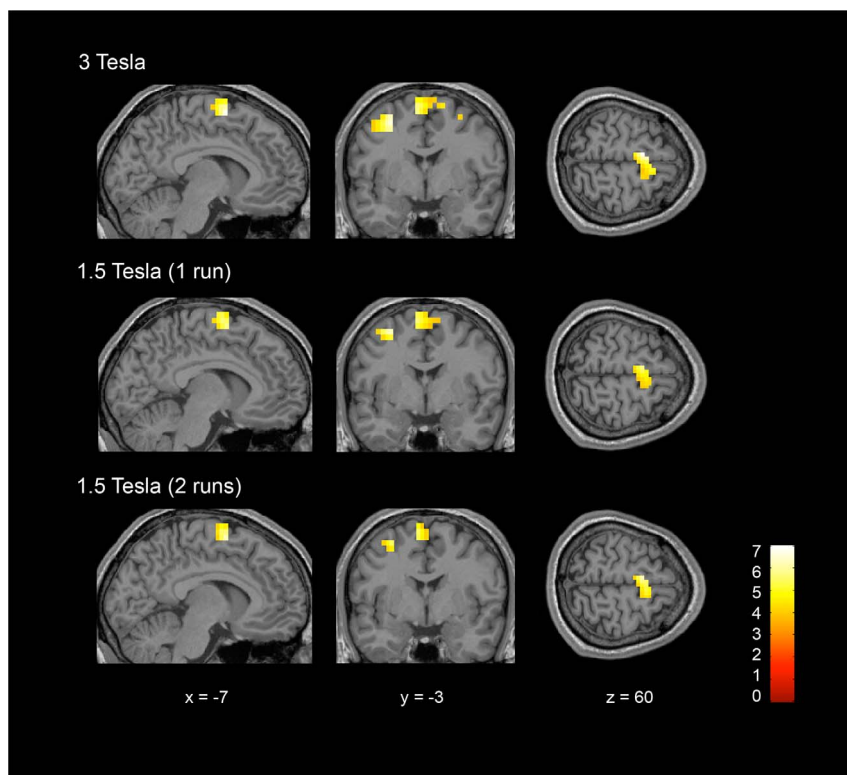 3 Tesla
1.5 Tesla (1 run)
1.5 Tesla (2 runs)
7
6
5
4
3
2
1
0
x = -7
y = -3
z = 60